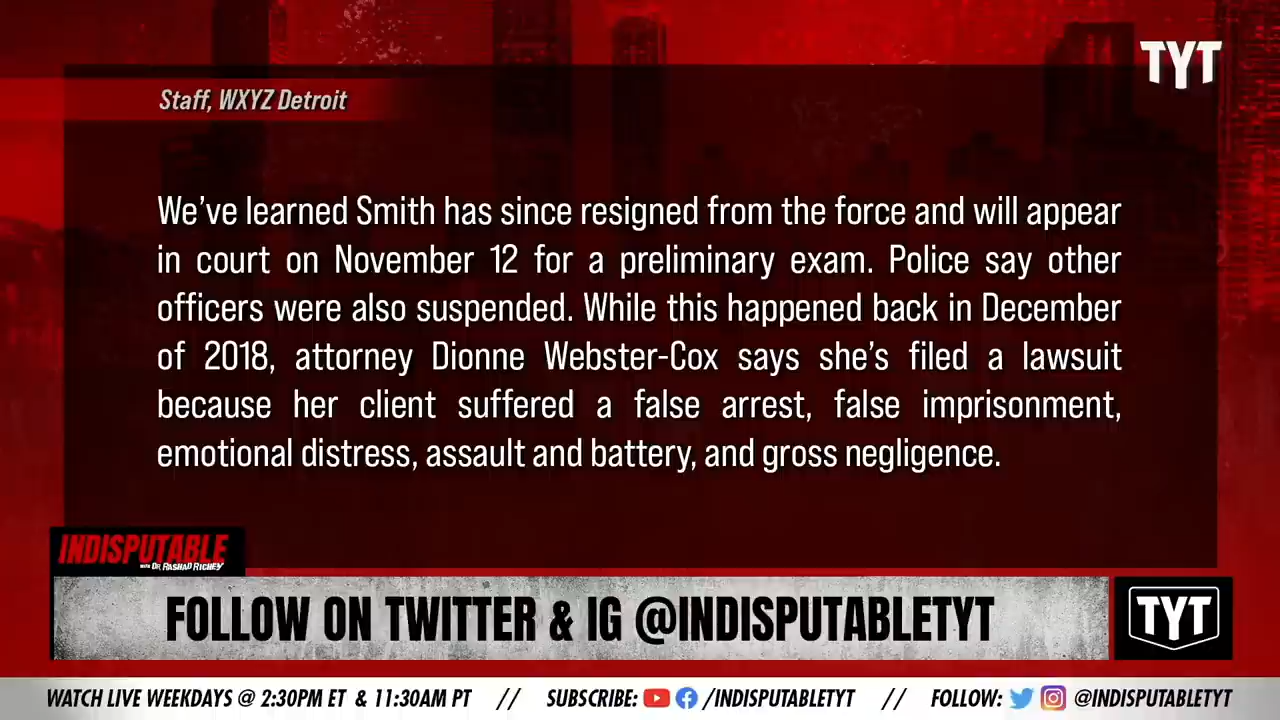 TYT
Staff, WXYZ Detroit
We've learned Smith has since resigned from the force and will appear
in court on November 12 for a preliminary exam. Police say other
officers were also suspended. While this happened back in December
of 2018, attorney Dionne Webster-Cox says she's filed a lawsuit
because her client suffered a false arrest, false imprisonment,
emotional distress, assault and battery, and gross negligence.
INDISPUTABLE
WITH DR. RASHAD RICHEY
FOLLOW ON TWITTER & IG @INDISPUTABLETYT
TYT
WATCH LIVE WEEKDAYS @ 2:30PM ET & 11:30AM PT // SUBSCRIBE: /INDISPUTABLETYT // FOLLOW: @INDISPUTABLETYT